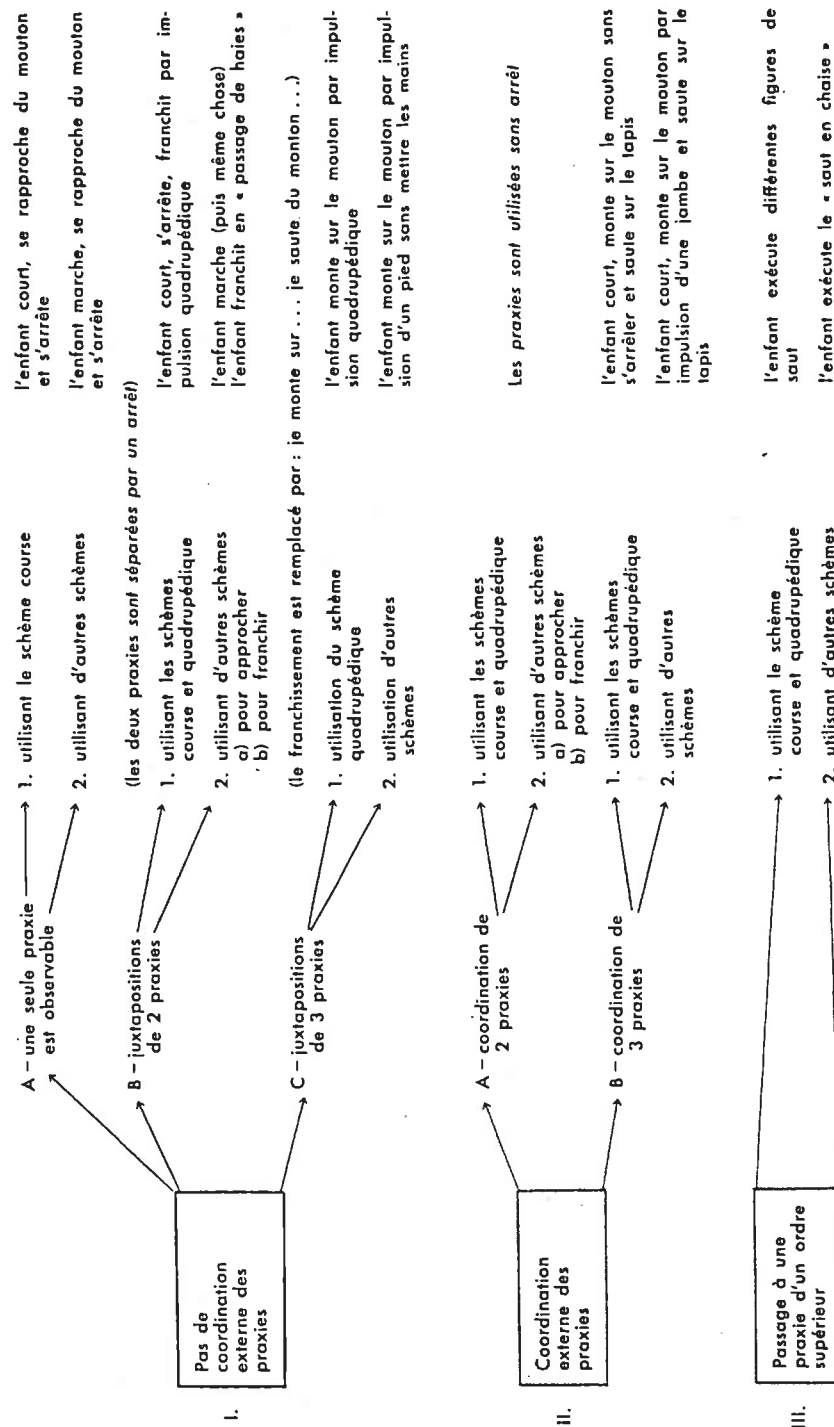 I.
Pas de
coordination
externe des
praxies
A – une seule praxie
est observable
1. utilisant le schème course
l'enfant court, se rapproche du mouton
et s'arrête
2. utilisant d'autres schèmes
l'enfant marche, se rapproche du mouton
et s'arrête
B – juxtapositions
de 2 praxies
(les deux praxies sont séparées par un arrêt)
1. utilisant les schèmes
course et quadrupédique
l'enfant court, s'arrête, franchit par im-
pulsion quadrupédique
2. utilisant d'autres schèmes
a) pour approcher
b) pour franchir
l'enfant marche (puis même chose)
l'enfant franchit en « passage de haies »
C – juxtapositions
de 3 praxies
(le franchissement est remplacé par : je monte sur... je saute du monton...)
1. utilisation du schème
quadrupédique
l'enfant monte sur le mouton par impul-
sion quadrupédique
2. utilisation d'autres
schèmes
l'enfant monte sur le mouton par impul-
sion d'un pied sans mettre les mains
II.
Coordination
externe des
praxies
Les praxies sont utilisées sans arrêt
A – coordination de
2 praxies
1. utilisant les schèmes
course et quadrupédique
2. utilisant d'autres schèmes
a) pour approcher
b) pour franchir
B – coordination de
3 praxies
1. utilisant les schèmes
course et quadrupédique
l'enfant court, monte sur le mouton sans
s'arrêter et saute sur le tapis
2. utilisant d'autres
schèmes
l'enfant court, monte sur le mouton par
impulsion d'une jambe et saute sur le
tapis
III.
Passage à une
praxie d'un ordre
supérieur
1. utilisant le schème
course et quadrupédique
l'enfant exécute différentes figures de
saut
2. utilisant d'autres schèmes
l'enfant exécute le « saut en chaise »